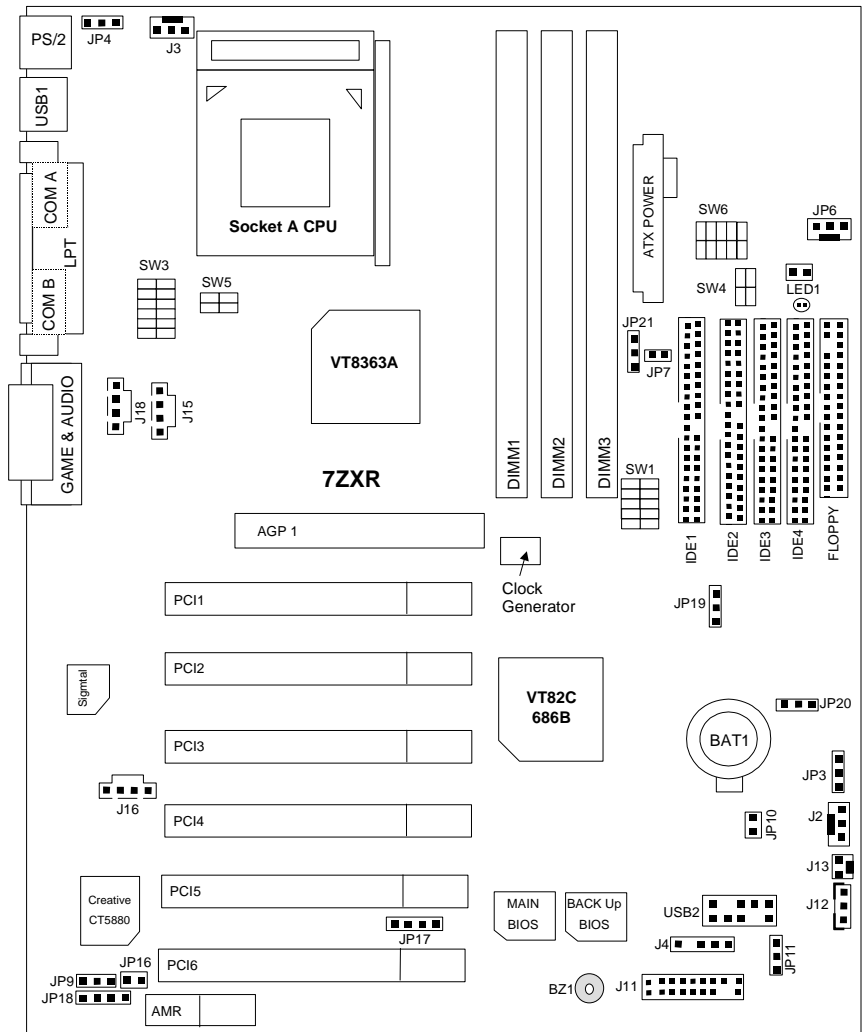 PS/2
JP4
J3
USB1
COM A
LPT
COM B
Socket A CPU
ATX POWER
SW6
JP6
SW3
SW5
SW4
LED1
JP21
JP7
VT8363A
GAME & AUDIO
J18
J15
7ZXR
DIMM1
DIMM2
DIMM3
SW1
IDE1
IDE2
IDE3
IDE4
FLOPPY
AGP 1
Clock
Generator
PCI1
JP19
PCI2
Sigmtal
VT82C
686B
JP20
BAT1
PCI3
JP3
J16
PCI4
JP10
J2
J13
PCI5
Creative
CT5880
MAIN
BIOS
BACK Up
BIOS
USB2
J12
JP17
J4
JP11
PCI6
JP16
JP9
JP18
AMR
BZ1
J11